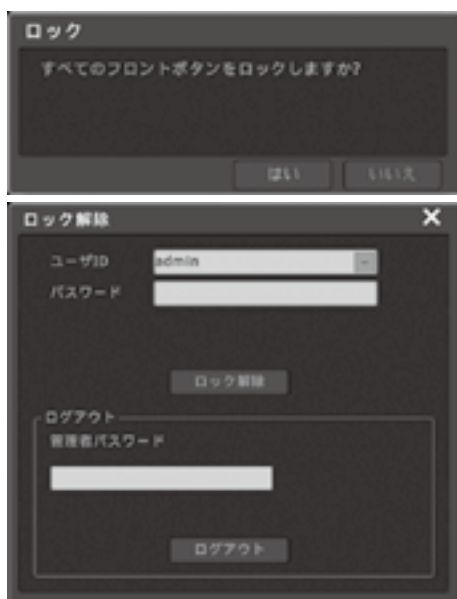 ロック
すべてのフロントボタンをロックしますか?
はい いいえ
ロック解除
ユーザID admin
パスワード
ロック解除
ログアウト
管理者パスワード
ログアウト